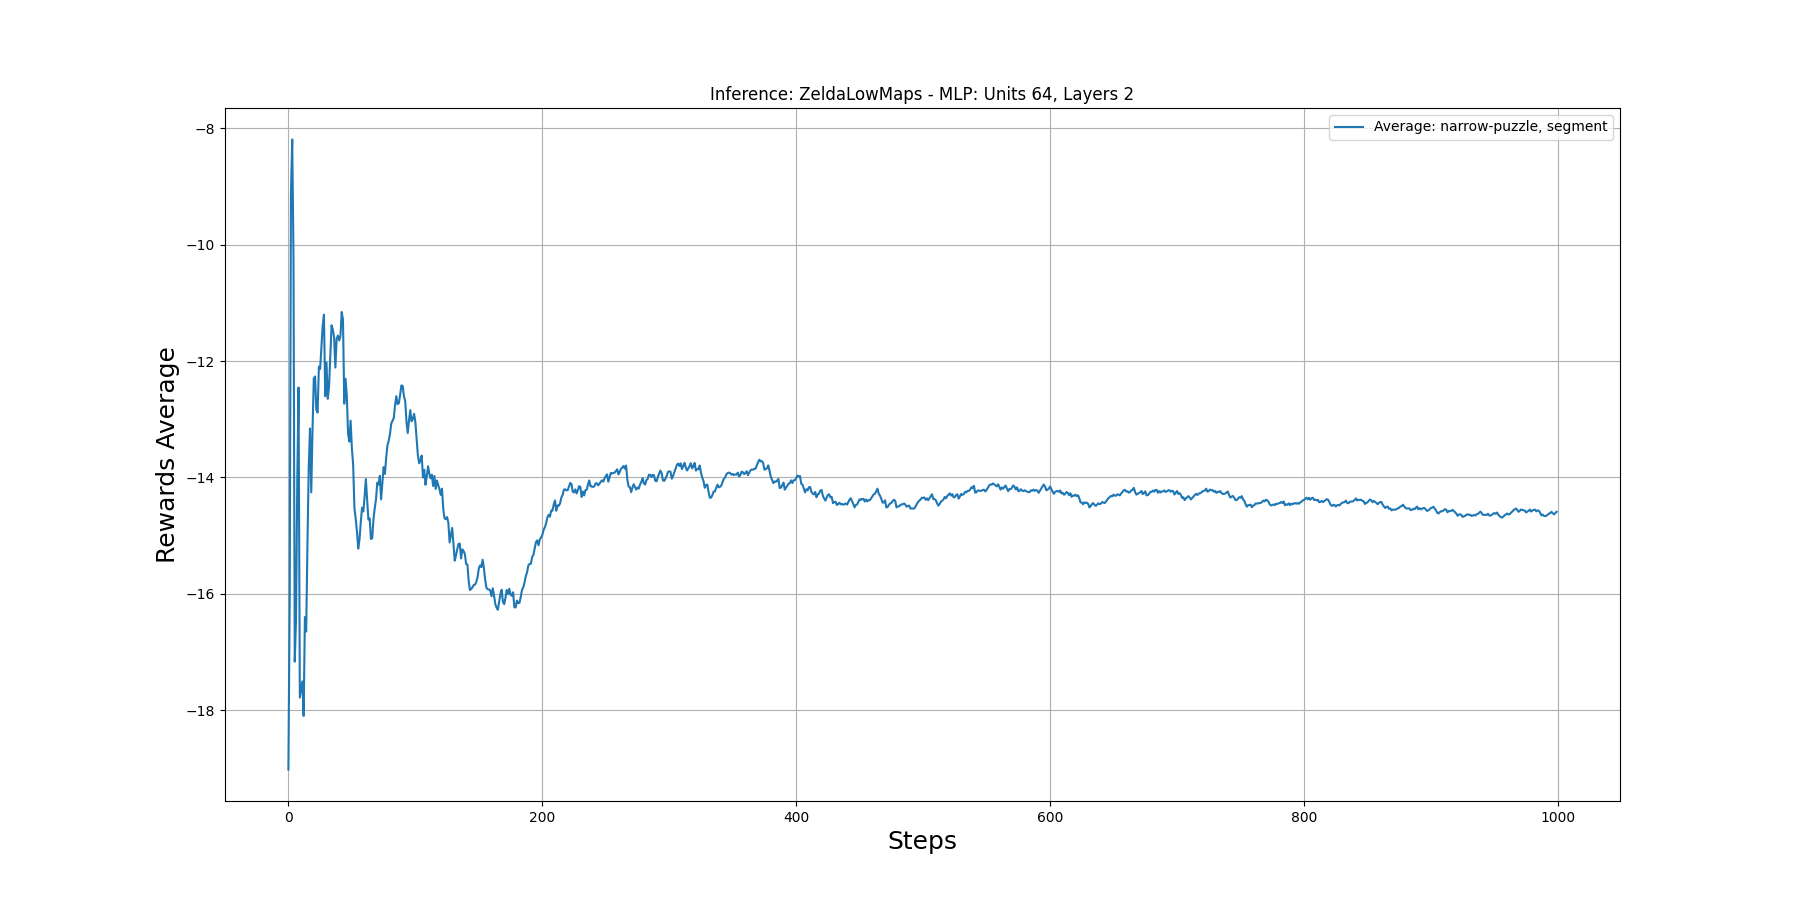 Inference: ZeldaLowMaps - MLP: Units 64, Layers 2
Average: narrow-puzzle, segment
Rewards Average
−8
−10
−12
−14
−16
−18
0 200 400 600 800 1000
Steps